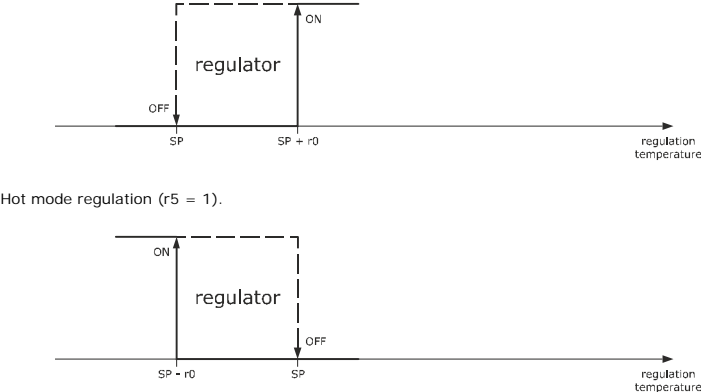 ON
regulator
OFF
SP
SP + r0
regulation
temperature
Hot mode regulation (r5 = 1).
ON
regulator
OFF
SP - r0
SP
regulation
temperature